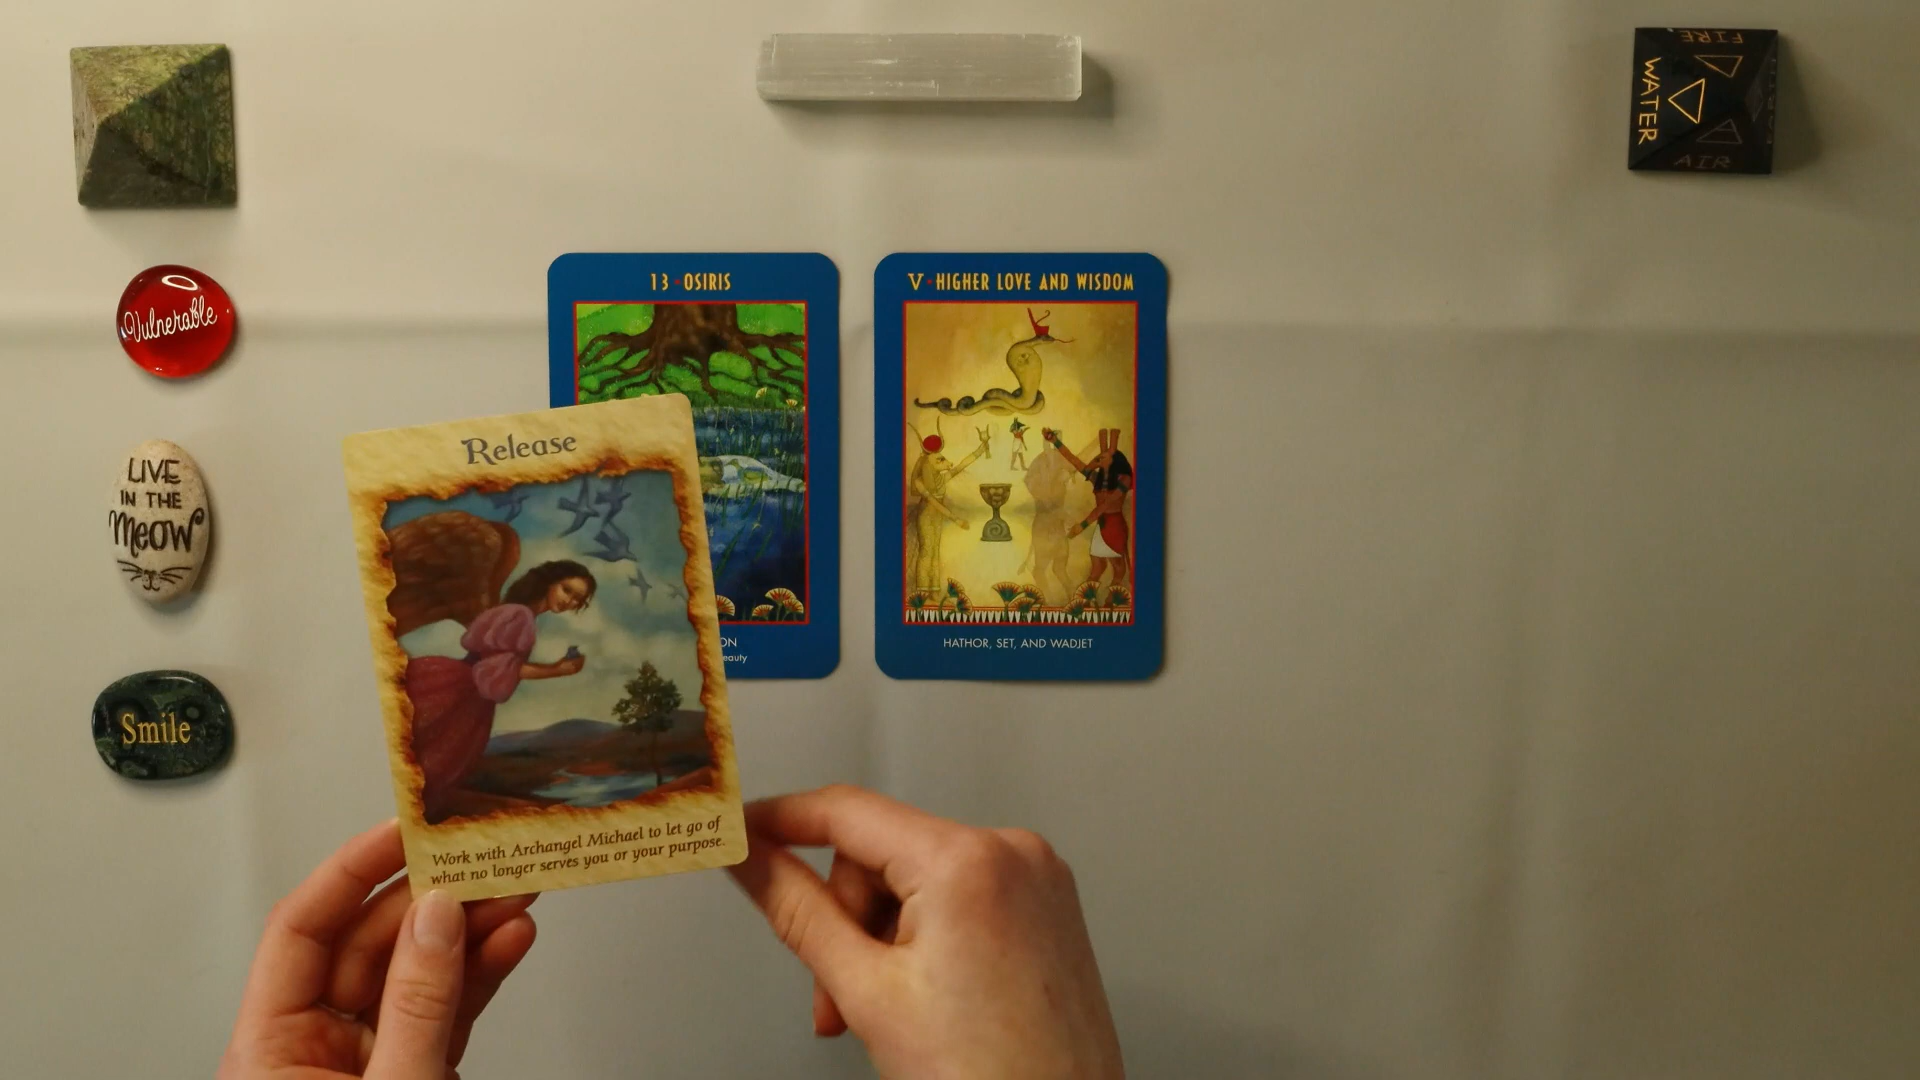 FIRE
WATER
AIR
Vulnerable
LIVE
IN THE
Meow
Smile
13 • OSIRIS
V • HIGHER LOVE AND WISDOM
HATHOR, SET, AND WADJET
Release
Work with Archangel Michael to let go of
what no longer serves you or your purpose.